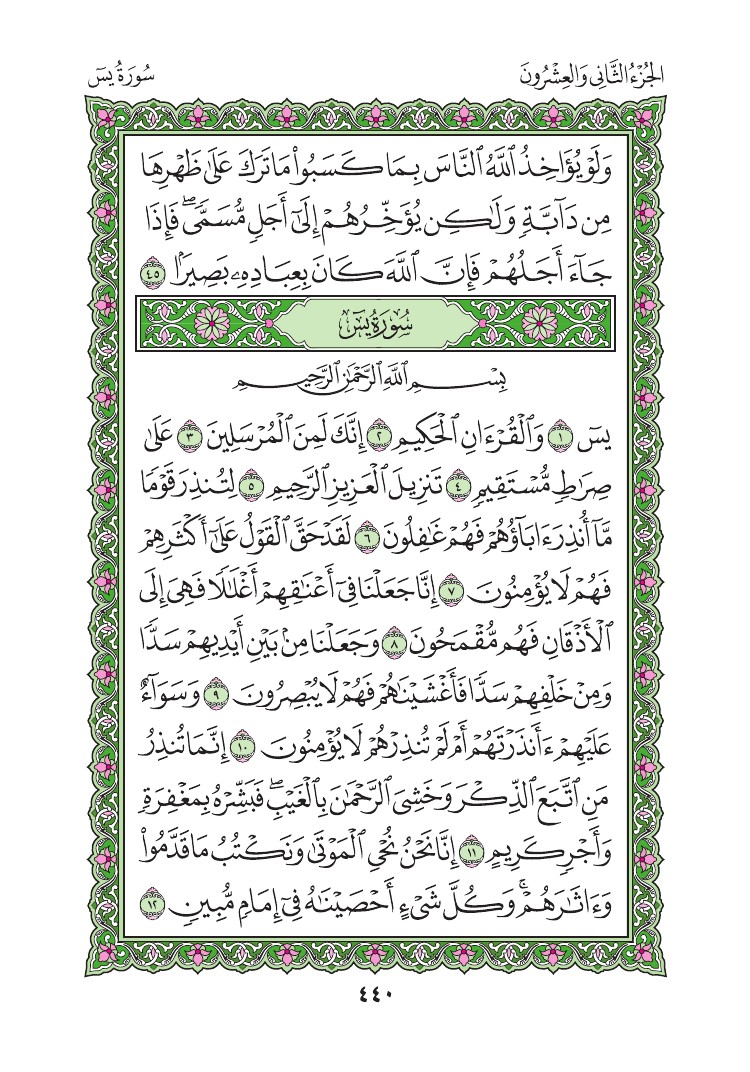 الجُزْءُ الثَّانِي وَالعِشْرُونَ
سُورَةُ يسٓ
وَلَوْ يُؤَاخِذُ ٱللَّهُ ٱلنَّاسَ بِمَا كَسَبُوا۟ مَا تَرَكَ عَلَىٰ ظَهْرِهَا
مِن دَآبَّةٍ وَلَٰكِن يُؤَخِّرُهُمْ إِلَىٰٓ أَجَلٍ مُّسَمًّى ۖ فَإِذَا
جَآءَ أَجَلُهُمْ فَإِنَّ ٱللَّهَ كَانَ بِعِبَادِهِۦ بَصِيرًۢا ٤٥
سُورَةُ يسٓ
بِسْمِ ٱللَّهِ ٱلرَّحْمَٰنِ ٱلرَّحِيمِ
يسٓ ١ وَٱلْقُرْءَانِ ٱلْحَكِيمِ ٢ إِنَّكَ لَمِنَ ٱلْمُرْسَلِينَ ٣ عَلَىٰ
صِرَٰطٍ مُّسْتَقِيمٍ ٤ تَنزِيلَ ٱلْعَزِيزِ ٱلرَّحِيمِ ٥ لِتُنذِرَ قَوْمًا
مَّآ أُنذِرَ ءَابَآؤُهُمْ فَهُمْ غَٰفِلُونَ ٦ لَقَدْ حَقَّ ٱلْقَوْلُ عَلَىٰٓ أَكْثَرِهِمْ
فَهُمْ لَا يُؤْمِنُونَ ٧ إِنَّا جَعَلْنَا فِىٓ أَعْنَٰقِهِمْ أَغْلَٰلًا فَهِىَ إِلَى
ٱلْأَذْقَانِ فَهُم مُّقْمَحُونَ ٨ وَجَعَلْنَا مِنۢ بَيْنِ أَيْدِيهِمْ سَدًّا
وَمِنْ خَلْفِهِمْ سَدًّا فَأَغْشَيْنَٰهُمْ فَهُمْ لَا يُبْصِرُونَ ٩ وَسَوَآءٌ
عَلَيْهِمْ ءَأَنذَرْتَهُمْ أَمْ لَمْ تُنذِرْهُمْ لَا يُؤْمِنُونَ ١٠ إِنَّمَا تُنذِرُ
مَنِ ٱتَّبَعَ ٱلذِّكْرَ وَخَشِىَ ٱلرَّحْمَٰنَ بِٱلْغَيْبِ ۖ فَبَشِّرْهُ بِمَغْفِرَةٍ
وَأَجْرٍ كَرِيمٍ ١١ إِنَّا نَحْنُ نُحْىِ ٱلْمَوْتَىٰ وَنَكْتُبُ مَا قَدَّمُوا۟
وَءَاثَٰرَهُمْ ۚ وَكُلَّ شَىْءٍ أَحْصَيْنَٰهُ فِىٓ إِمَامٍ مُّبِينٍ ١٢
٤٤٠